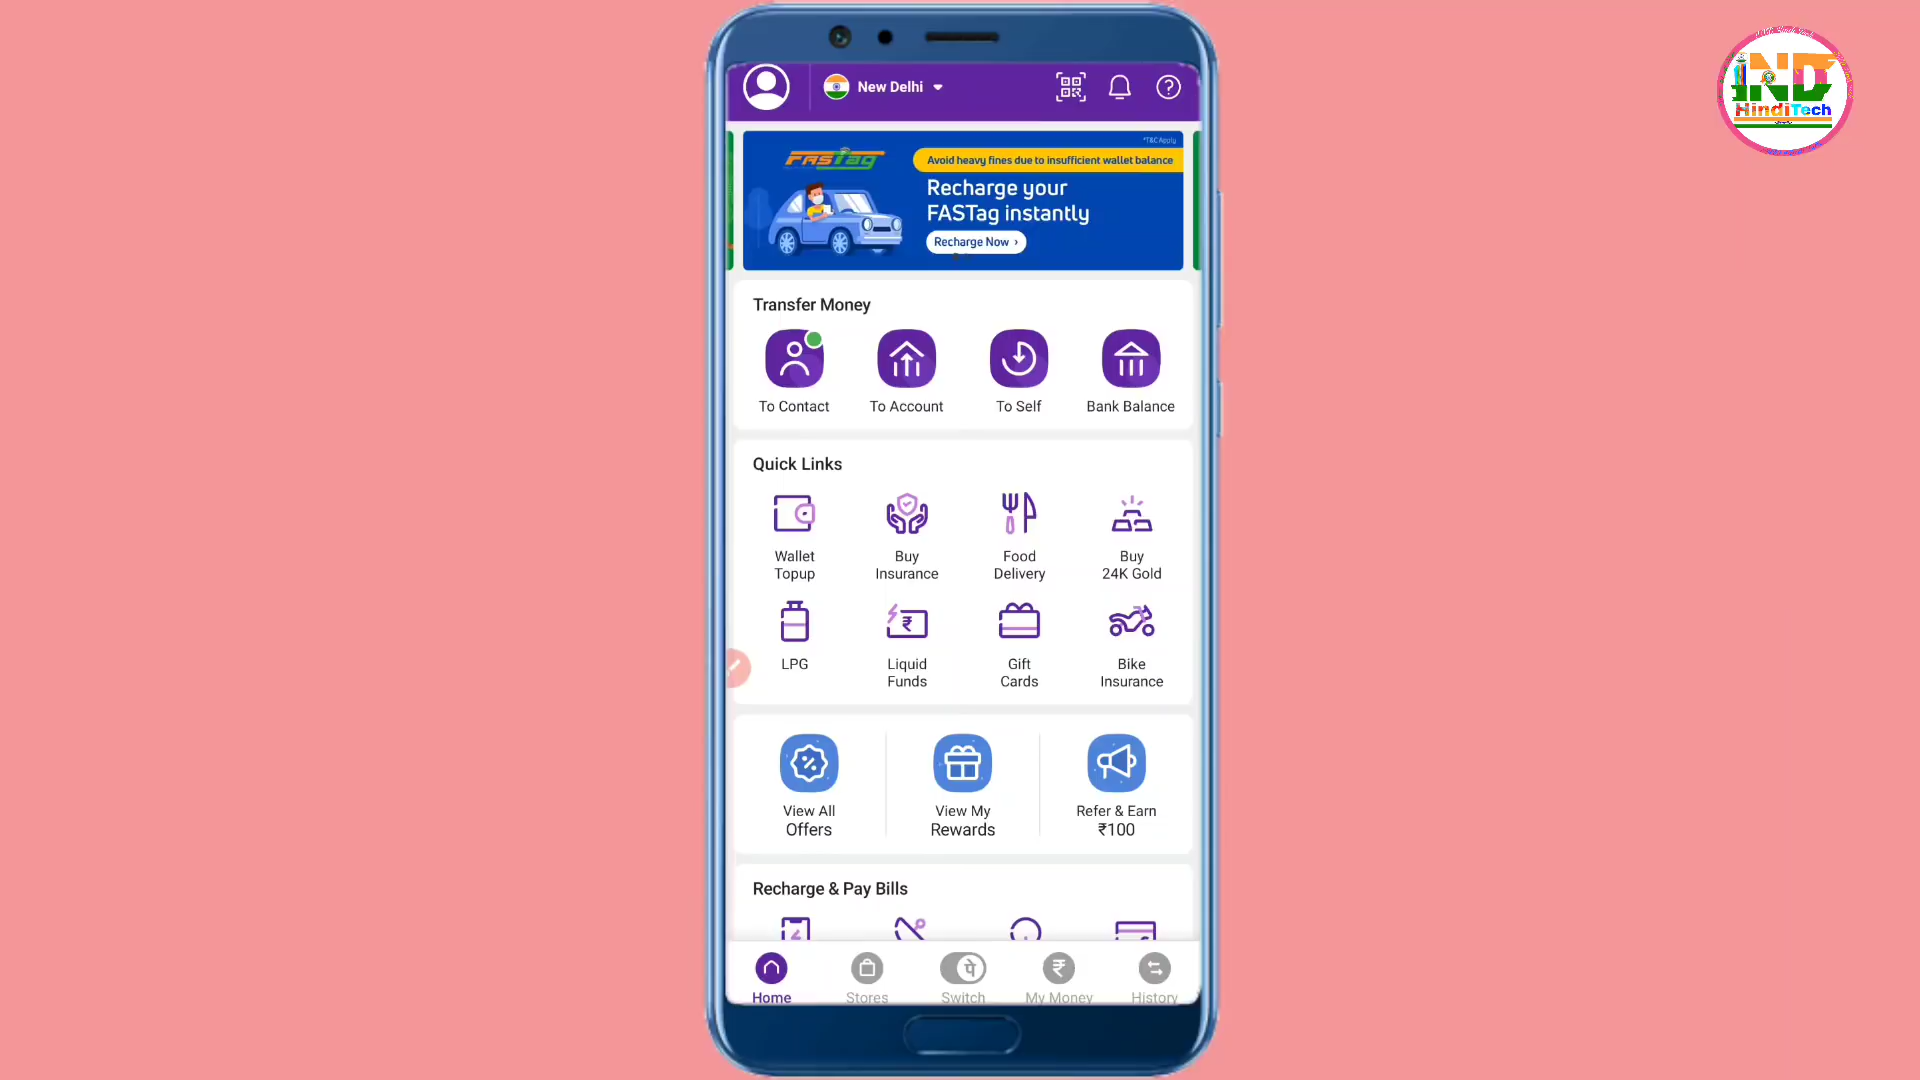 New Delhi
IND
HindiTech
*T&C Apply
FASTag
Avoid heavy fines due to insufficient wallet balance
Recharge your
FASTag instantly
Recharge Now ›
Transfer Money
To Contact
To Account
To Self
Bank Balance
Quick Links
Wallet
Topup
Buy
Insurance
Food
Delivery
Buy
24K Gold
LPG
Liquid
Funds
Gift
Cards
Bike
Insurance
View All
Offers
View My
Rewards
Refer & Earn
₹100
Recharge & Pay Bills
Home
Stores
Switch
My Money
History